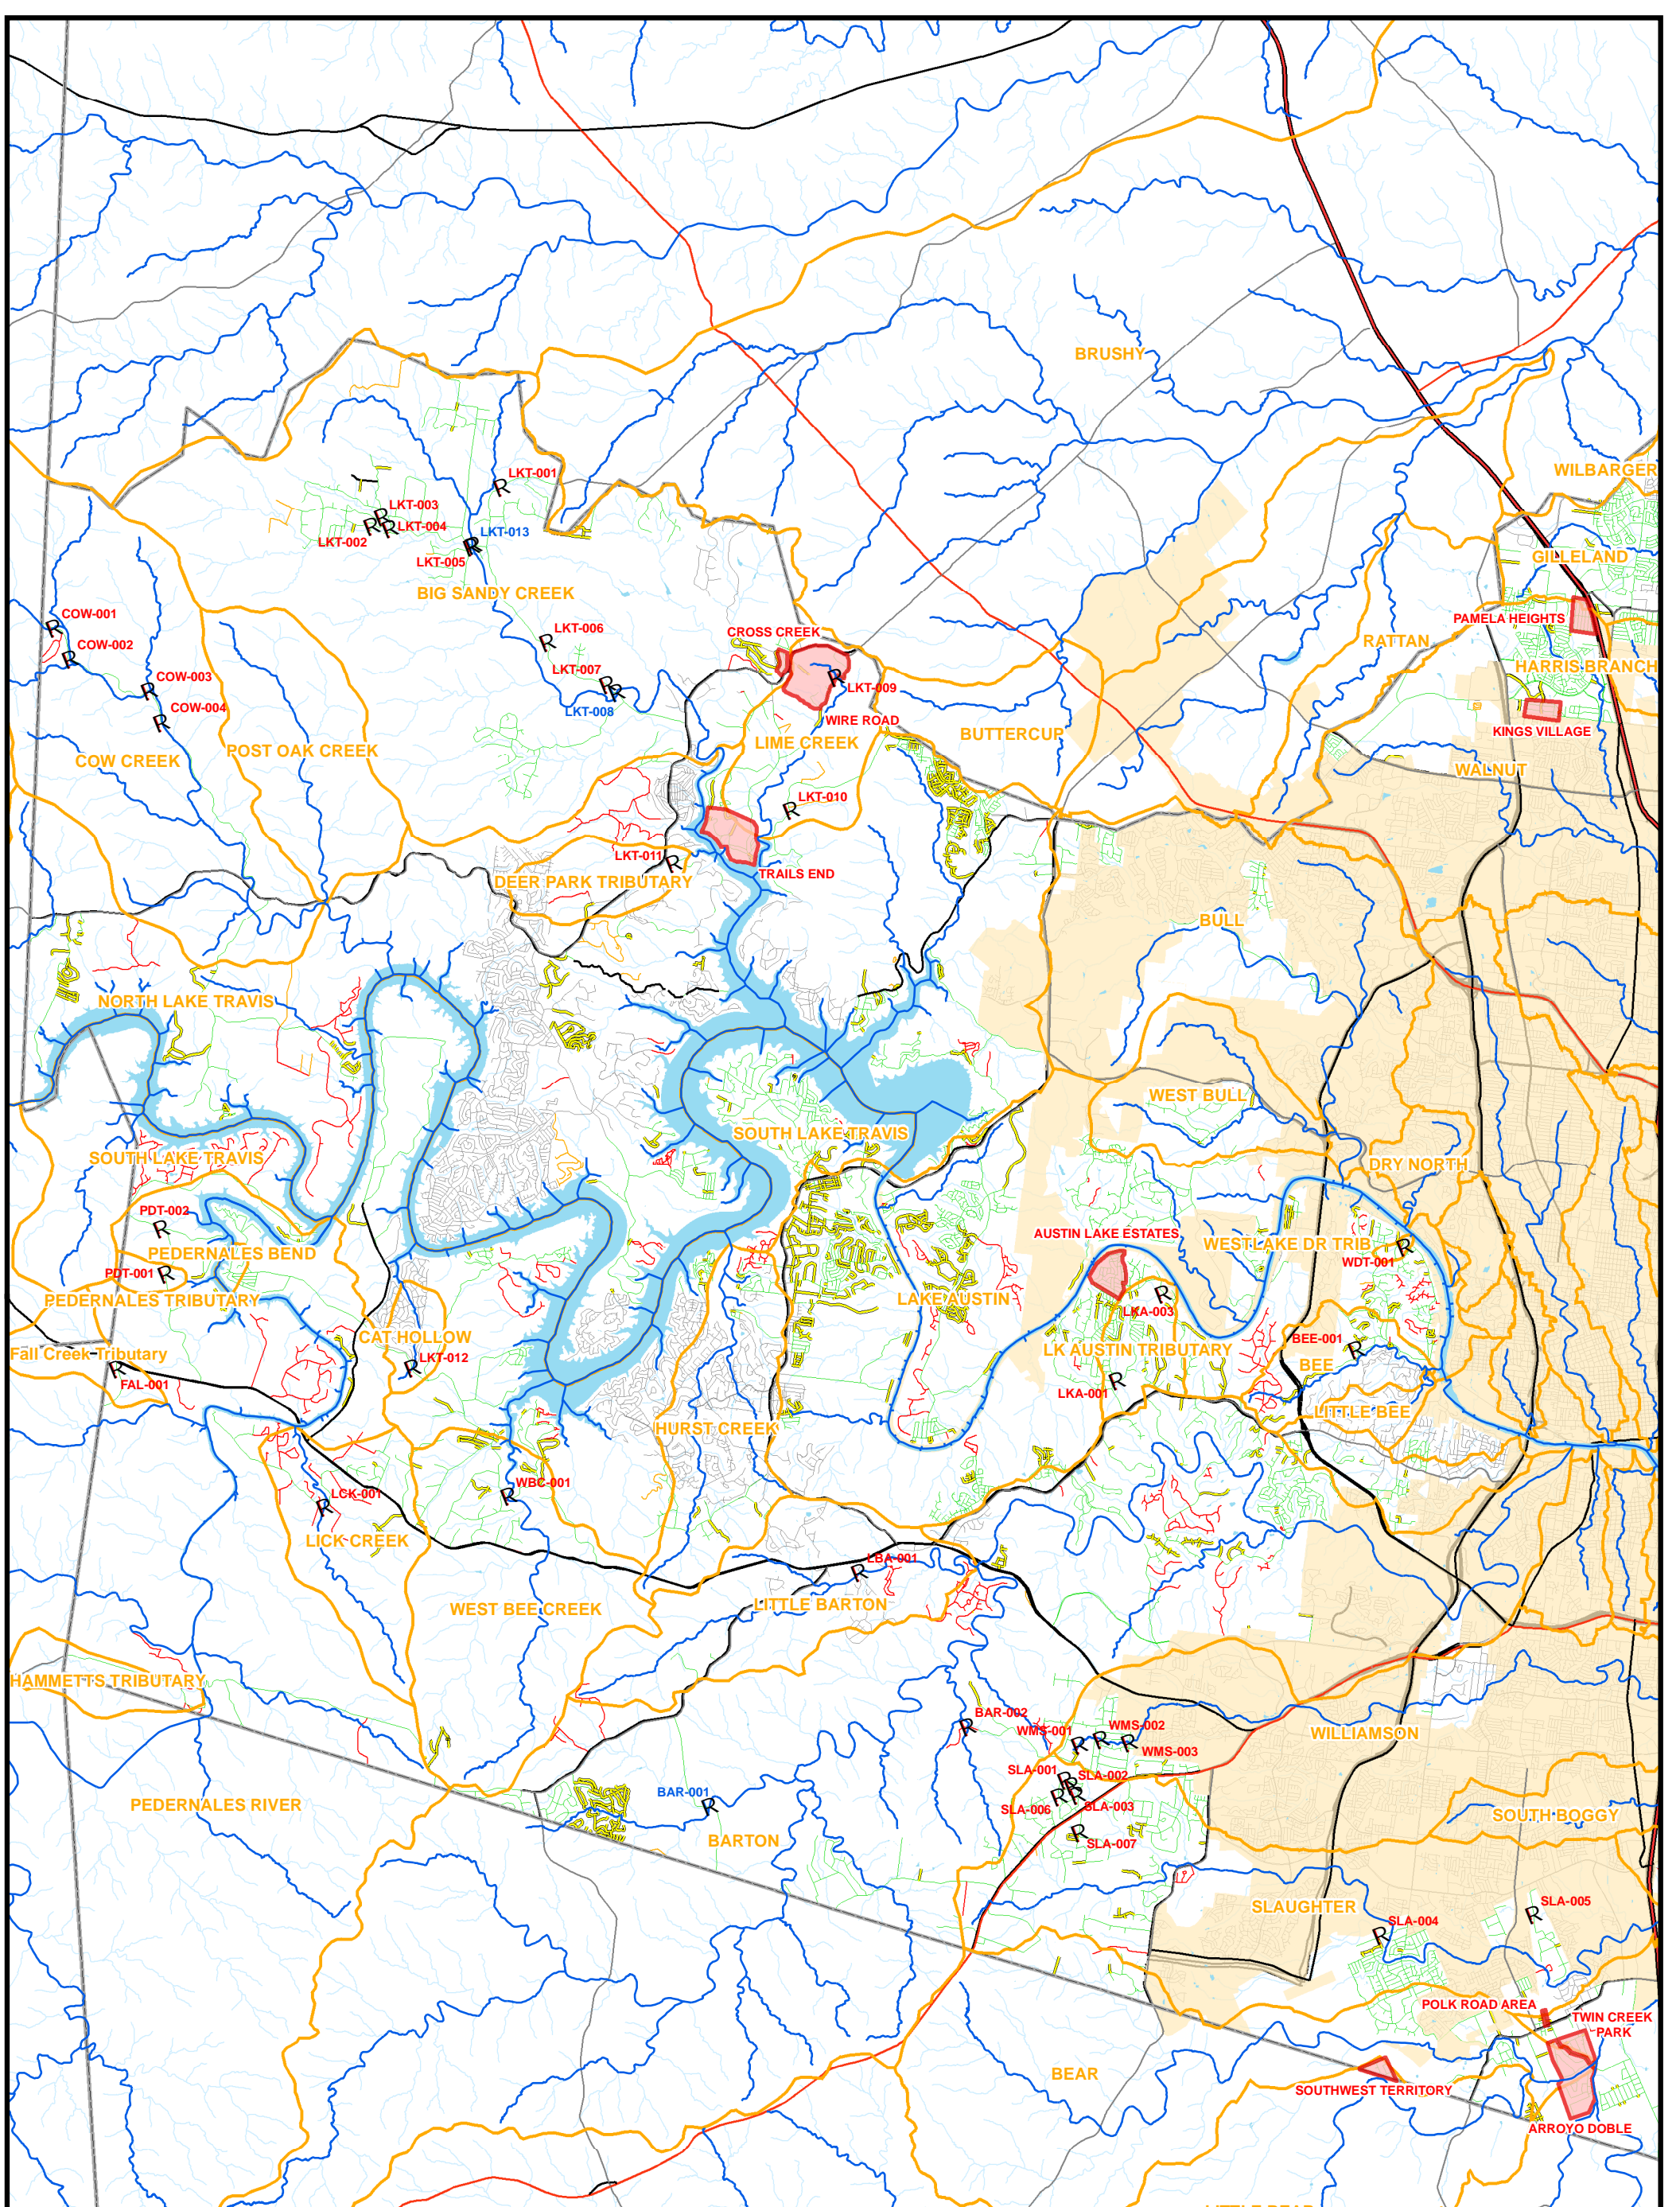 BRUSHY
WILBARGER
LKT-001
LKT-003
LKT-004
LKT-002
LKT-013
LKT-005
GILLELAND
BIG SANDY CREEK
COW-001
PAMELA HEIGHTS
LKT-006
CROSS CREEK
RATTAN
COW-002
HARRIS BRANCH
LKT-007
COW-003
LKT-009
LKT-008
COW-004
WIRE ROAD
KINGS VILLAGE
BUTTERCUP
LIME CREEK
POST OAK CREEK
COW CREEK
WALNUT
LKT-010
LKT-011
TRAILS END
DEER PARK TRIBUTARY
BULL
NORTH LAKE TRAVIS
WEST BULL
SOUTH LAKE TRAVIS
SOUTH LAKE TRAVIS
DRY NORTH
PDT-002
AUSTIN LAKE ESTATES
WESTLAKE DR TRIB
PEDERNALES BEND
WDT-001
PDT-001
PEDERNALES TRIBUTARY
LAKE AUSTIN
LKA-003
CAT HOLLOW
BEE-001
Fall Creek Tributary
LK AUSTIN TRIBUTARY
LKT-012
BEE
FAL-001
LKA-001
LITTLE BEE
HURST CREEK
WBC-001
LCK-001
LICK CREEK
LBA-001
LITTLE BARTON
WEST BEE CREEK
HAMMETTS TRIBUTARY
BAR-002
WMS-001
WMS-002
WILLIAMSON
WMS-003
SLA-001
SLA-002
BAR-001
PEDERNALES RIVER
SLA-006
SLA-003
SOUTH BOGGY
BARTON
SLA-007
SLA-005
SLAUGHTER
SLA-004
POLK ROAD AREA
TWIN CREEK
PARK
BEAR
SOUTHWEST TERRITORY
ARROYO DOBLE